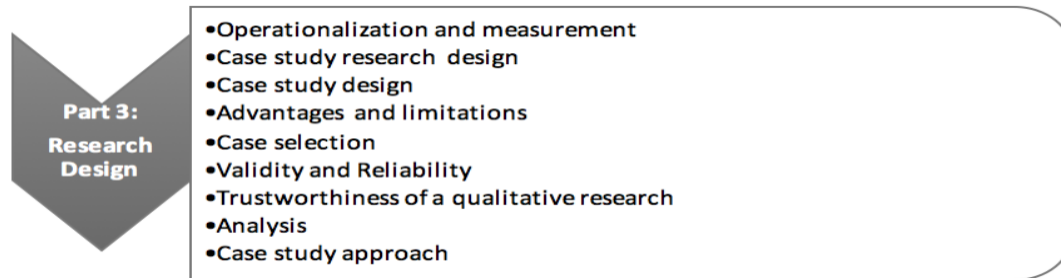 Part 3:
Research
Design
•Operationalization and measurement
•Case study research design
•Case study design
•Advantages and limitations
•Case selection
•Validity and Reliability
•Trustworthiness of a qualitative research
•Analysis
•Case study approach